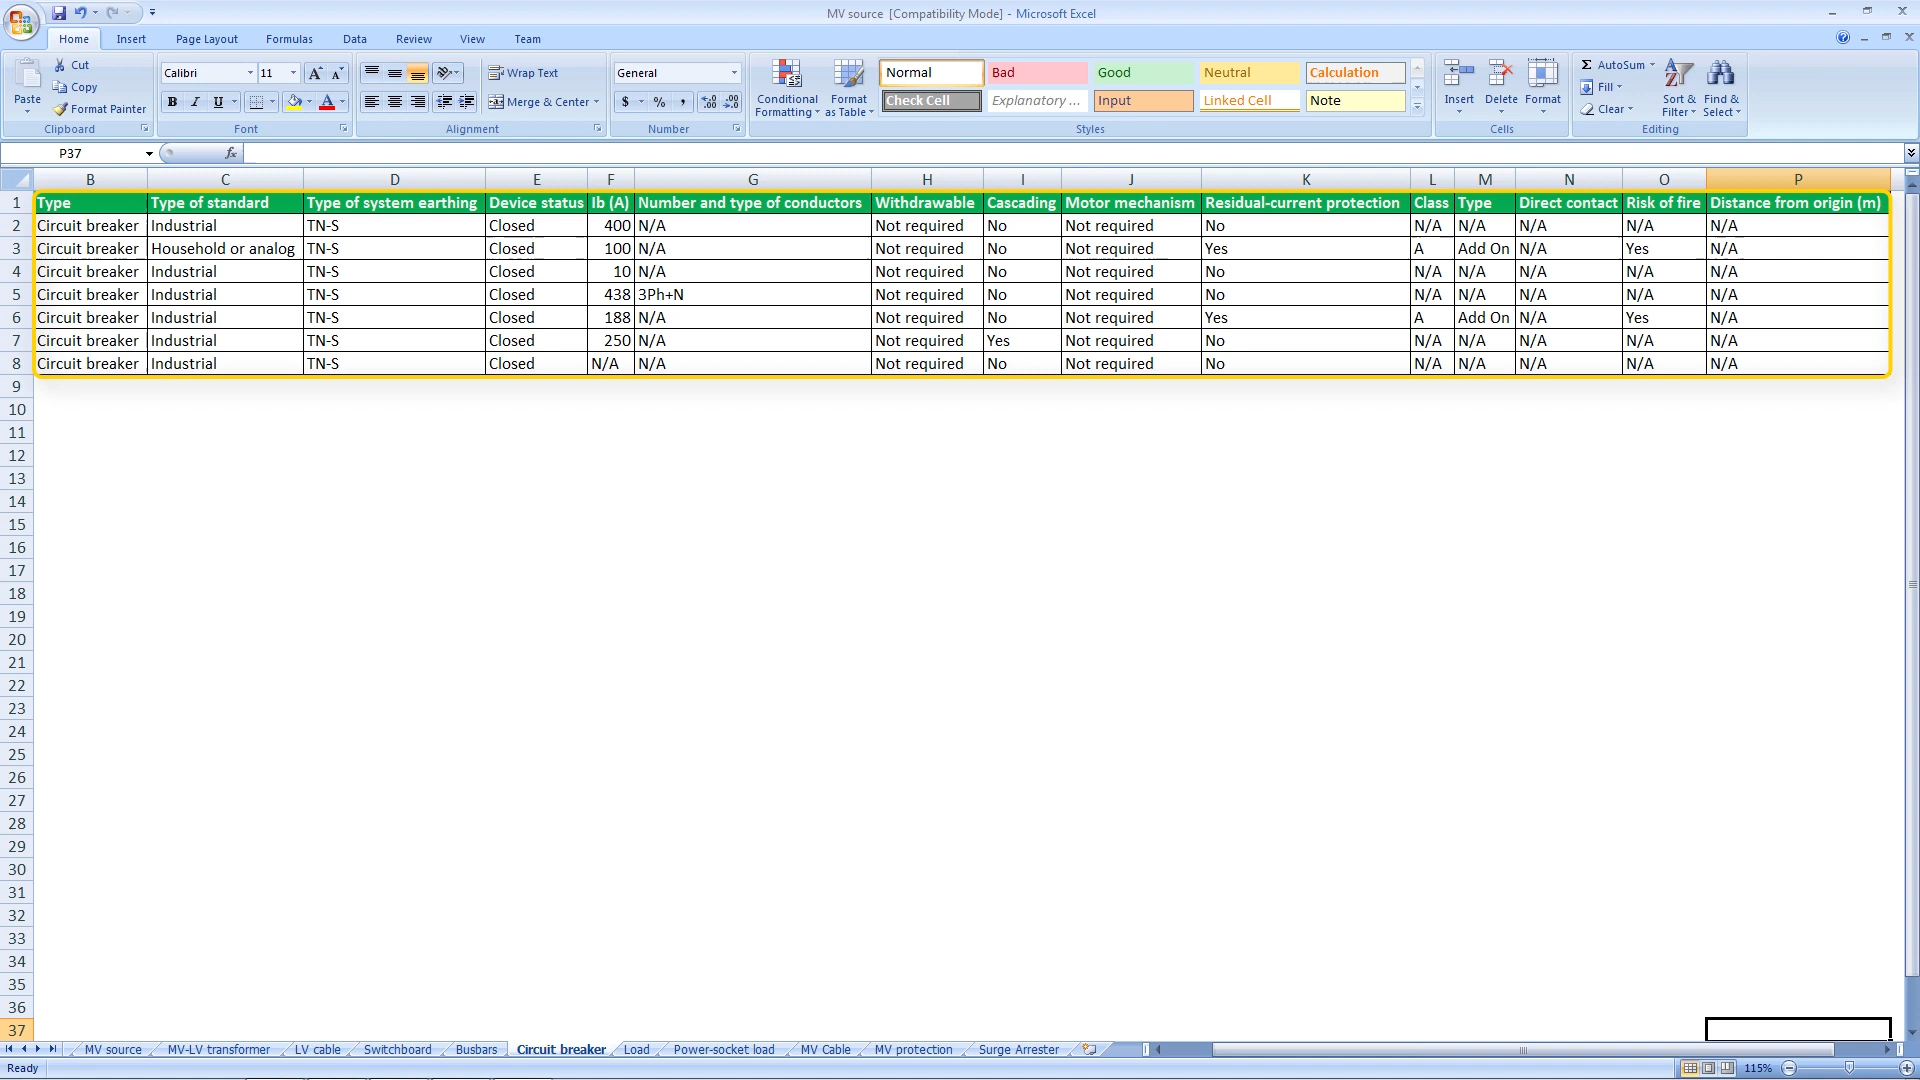 MV source [Compatibility Mode] - Microsoft Excel
Home Insert Page Layout Formulas Data Review View Team
Paste Cut Copy Format Painter Clipboard
Calibri 11 A A B I U A Font
Wrap Text Merge & Center Alignment
General $ % , Number
Conditional Formatting Format as Table
Normal Bad Good Neutral Calculation
Check Cell Explanatory ... Input Linked Cell Note
Styles
Insert Delete Format Cells
Σ AutoSum Fill Clear Sort & Filter Find & Select Editing
P37 fx
B C D E F G H I J K L M N O P
1 Type Type of standard Type of system earthing Device status Ib (A) Number and type of conductors Withdrawable Cascading Motor mechanism Residual-current protection Class Type Direct contact Risk of fire Distance from origin (m)
2 Circuit breaker Industrial TN-S Closed 400 N/A Not required No Not required No N/A N/A N/A N/A N/A
3 Circuit breaker Household or analog TN-S Closed 100 N/A Not required No Not required Yes A Add On N/A Yes N/A
4 Circuit breaker Industrial TN-S Closed 10 N/A Not required No Not required No N/A N/A N/A N/A N/A
5 Circuit breaker Industrial TN-S Closed 438 3Ph+N Not required No Not required No N/A N/A N/A N/A N/A
6 Circuit breaker Industrial TN-S Closed 188 N/A Not required No Not required Yes A Add On N/A Yes N/A
7 Circuit breaker Industrial TN-S Closed 250 N/A Not required Yes Not required No N/A N/A N/A N/A N/A
8 Circuit breaker Industrial TN-S Closed N/A N/A Not required No Not required No N/A N/A N/A N/A N/A
9
10
11
12
13
14
15
16
17
18
19
20
21
22
23
24
25
26
27
28
29
30
31
32
33
34
35
36
37
MV source MV-LV transformer LV cable Switchboard Busbars Circuit breaker Load Power-socket load MV Cable MV protection Surge Arrester
Ready 115%